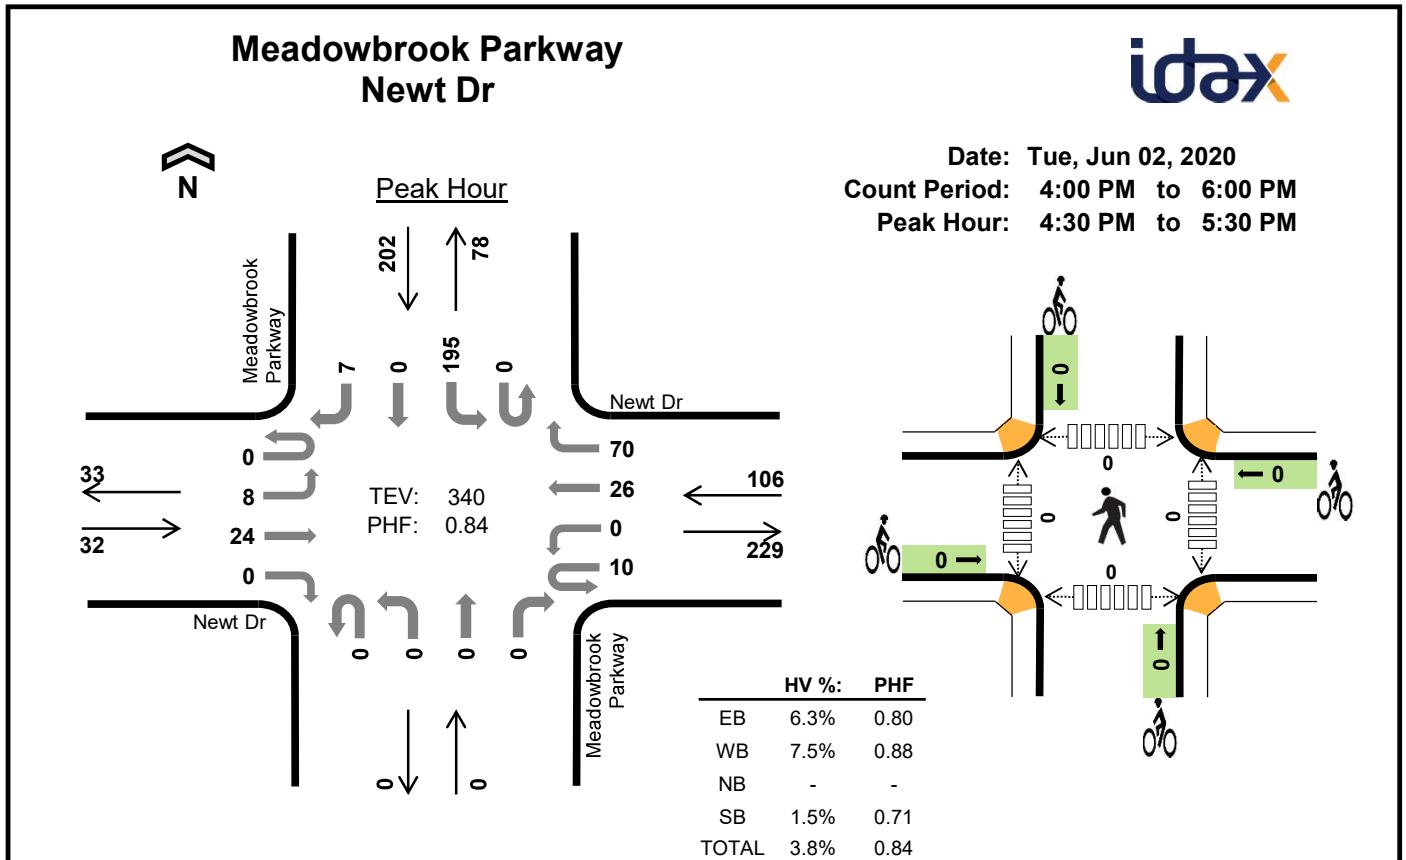 Meadowbrook Parkway
Newt Dr
idax
Date: Tue, Jun 02, 2020
Count Period: 4:00 PM to 6:00 PM
Peak Hour: 4:30 PM to 5:30 PM
N
Peak Hour
202
78
Meadowbrook
Parkway
7
0
195
0
Newt Dr
0
8
24
0
33
32
TEV: 340
PHF: 0.84
70
26
0
10
106
229
Newt Dr
0
0
0
0
Meadowbrook
Parkway
0
0
HV %: PHF
EB 6.3% 0.80
WB 7.5% 0.88
NB - -
SB 1.5% 0.71
TOTAL 3.8% 0.84
0
0
0
0
0
0
0
0